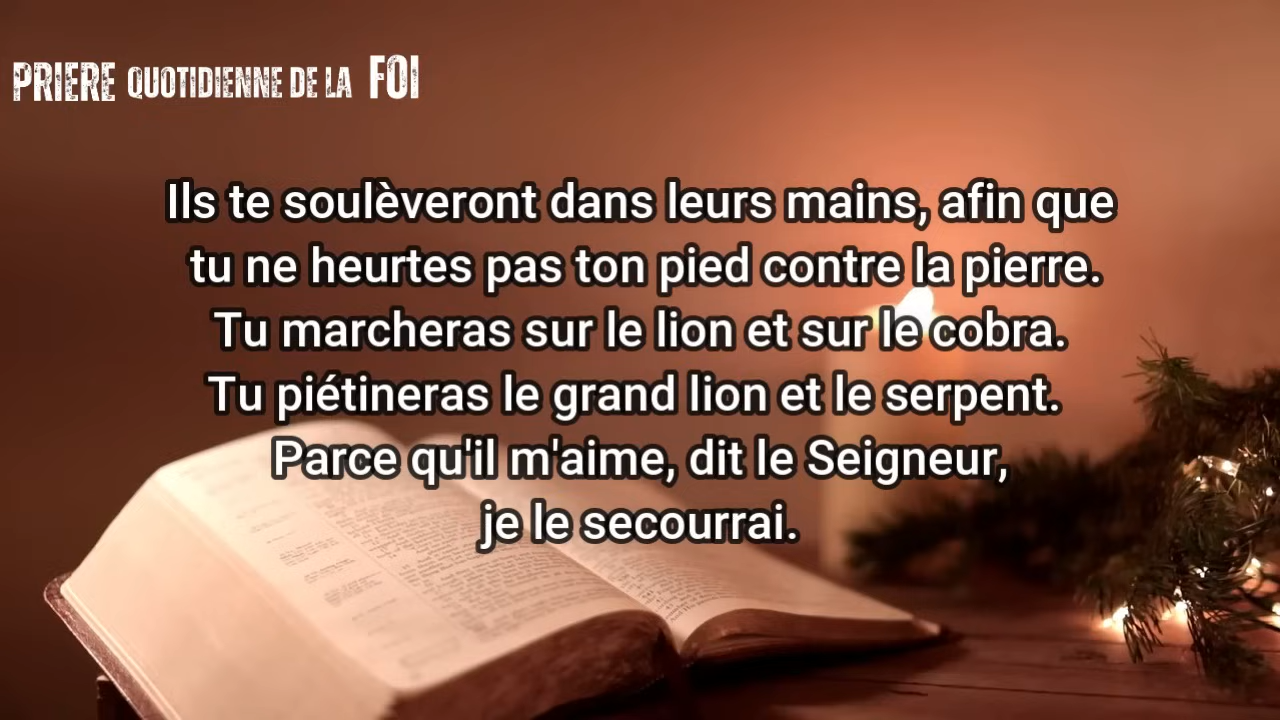 PRIERE QUOTIDIENNE DE LA FOI
Ils te soulèveront dans leurs mains, afin que
tu ne heurtes pas ton pied contre la pierre.
Tu marcheras sur le lion et sur le cobra.
Tu piétineras le grand lion et le serpent.
Parce qu'il m'aime, dit le Seigneur,
je le secourrai.